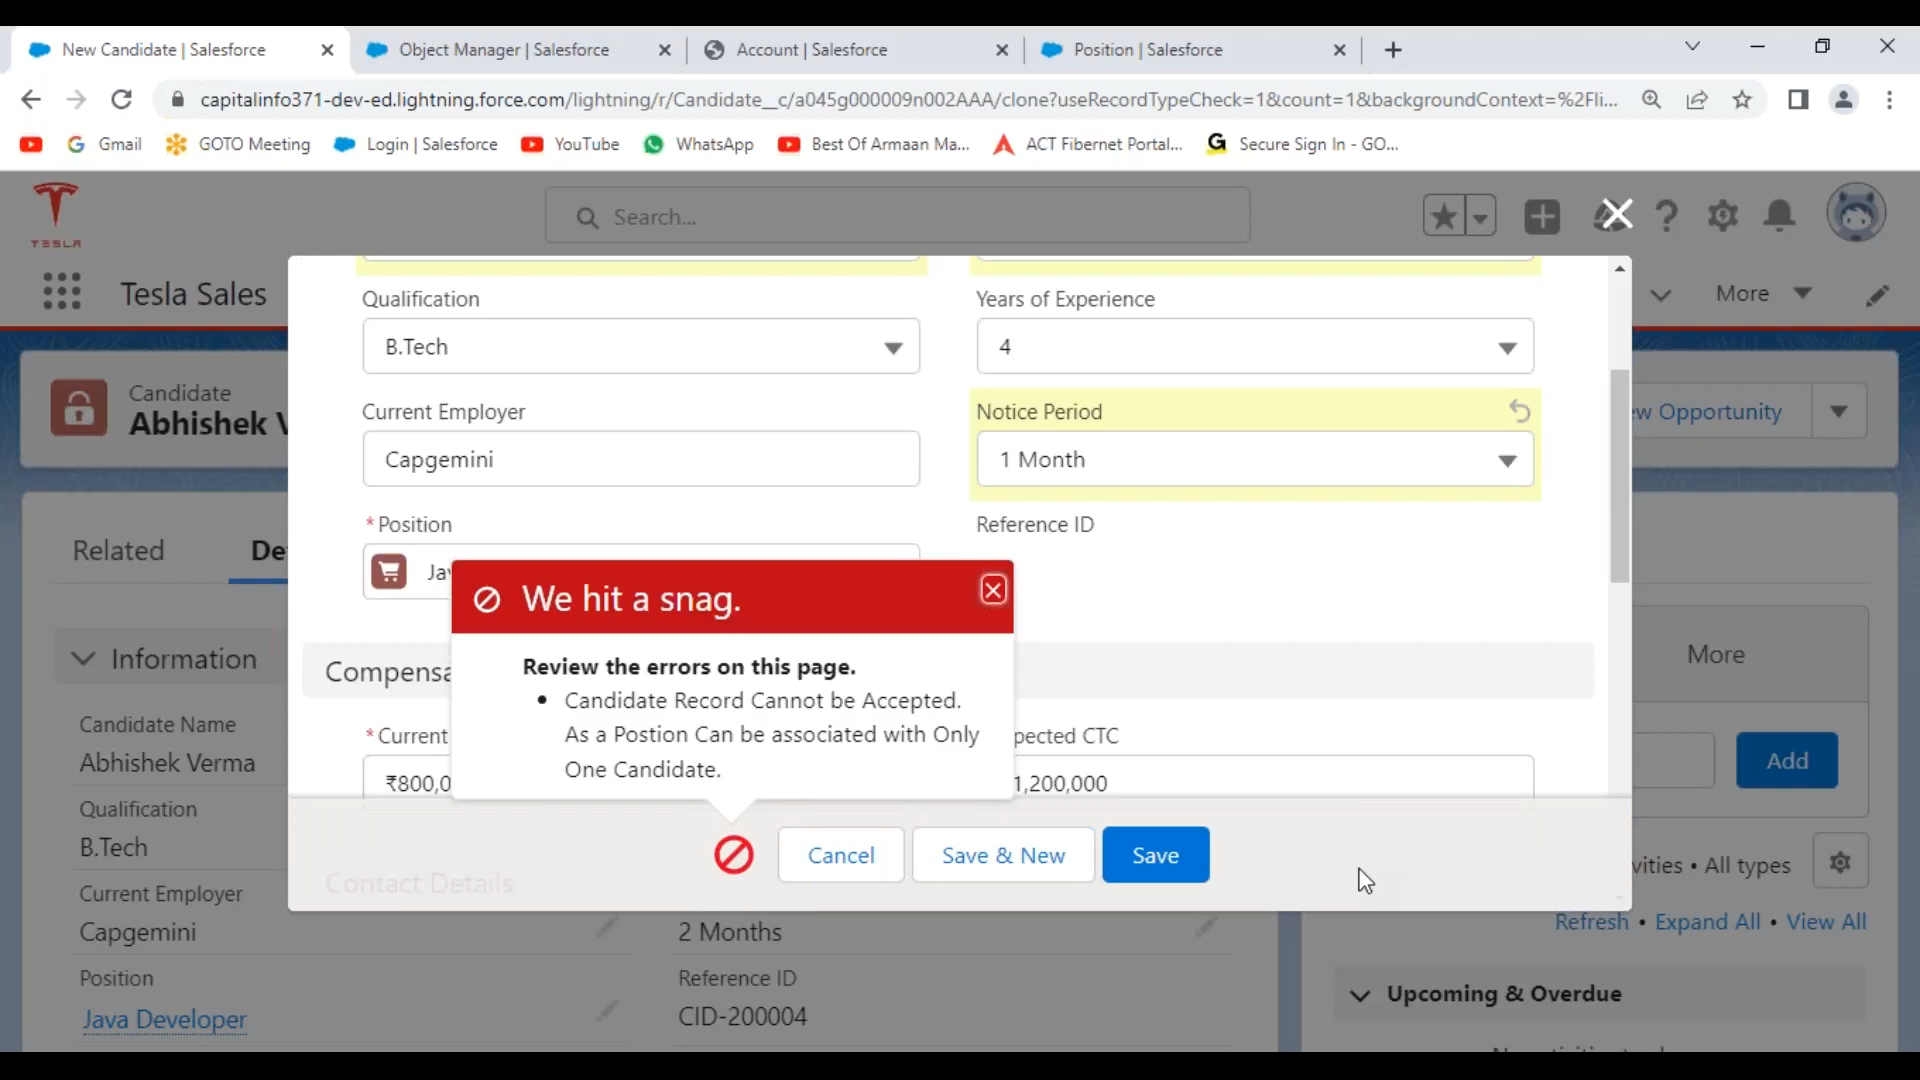 New Candidate | Salesforce
Object Manager | Salesforce
Account | Salesforce
Position | Salesforce
capitalinfo371-dev-ed.lightning.force.com/lightning/r/Candidate__c/a045g000009n002AAA/clone?useRecordTypeCheck=1&count=1&backgroundContext=%2Fli...
Gmail
GOTO Meeting
Login | Salesforce
YouTube
WhatsApp
Best Of Armaan Ma...
ACT Fibernet Portal...
Secure Sign In - GO...
TESLA
Search...
Tesla Sales
More
Candidate
Abhishek V
ew Opportunity
Qualification
B.Tech
Years of Experience
4
Current Employer
Capgemini
Notice Period
1 Month
* Position
Jav
Reference ID
We hit a snag.
Review the errors on this page.
• Candidate Record Cannot be Accepted.
As a Postion Can be associated with Only
One Candidate.
Compensa
* Current
₹800,0
pected CTC
1,200,000
Contact Details
Cancel
Save & New
Save
Related
De
Information
Candidate Name
Abhishek Verma
Qualification
B.Tech
Current Employer
Capgemini
2 Months
Position
Java Developer
Reference ID
CID-200004
More
Add
vities • All types
Refresh • Expand All • View All
Upcoming & Overdue